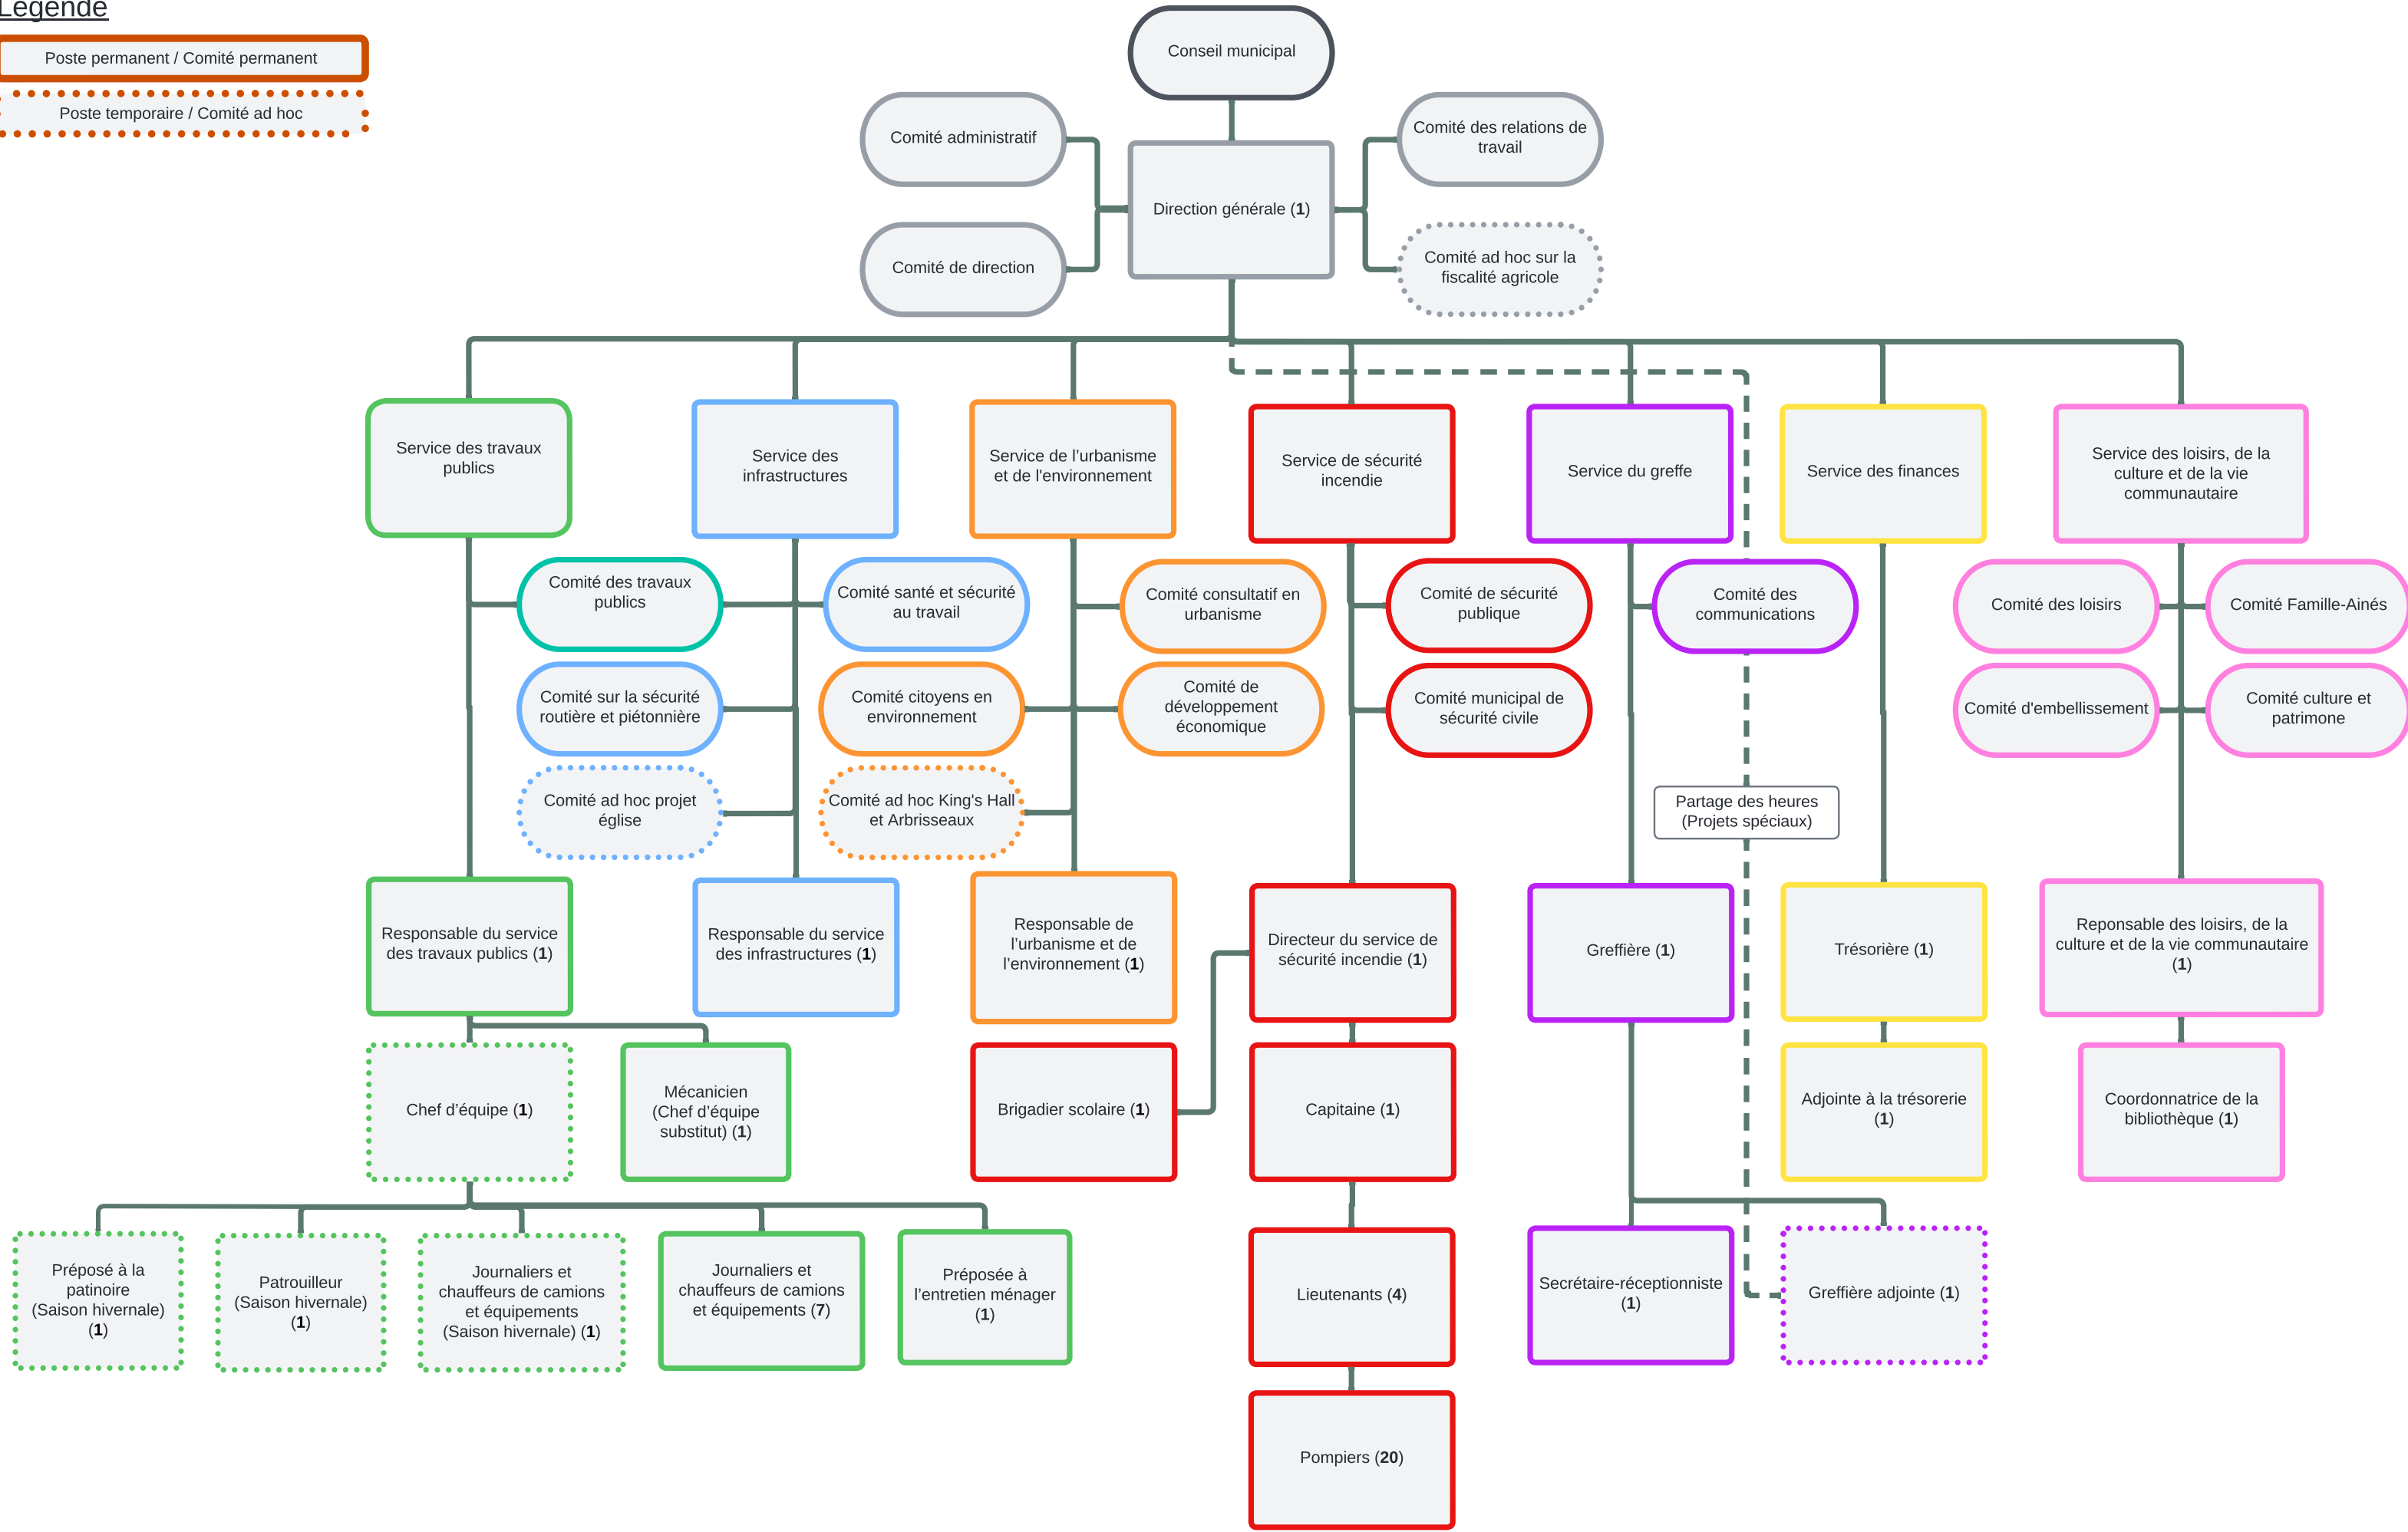 Légende
Poste permanent / Comité permanent
Poste temporaire / Comité ad hoc
Conseil municipal
Comité administratif
Comité des relations de
travail
Direction générale (1)
Comité de direction
Comité ad hoc sur la
fiscalité agricole
Service des travaux
publics
Service des
infrastructures
Service de l’urbanisme
et de l'environnement
Service de sécurité
incendie
Service du greffe
Service des finances
Service des loisirs, de la
culture et de la vie
communautaire
Comité des travaux
publics
Comité santé et sécurité
au travail
Comité consultatif en
urbanisme
Comité de sécurité
publique
Comité des
communications
Comité des loisirs
Comité Famille-Ainés
Comité sur la sécurité
routière et piétonnière
Comité citoyens en
environnement
Comité de
développement
économique
Comité municipal de
sécurité civile
Comité d'embellissement
Comité culture et
patrimone
Comité ad hoc projet
église
Comité ad hoc King's Hall
et Arbrisseaux
Partage des heures
(Projets spéciaux)
Responsable du service
des travaux publics (1)
Responsable du service
des infrastructures (1)
Responsable de
l’urbanisme et de
l’environnement (1)
Directeur du service de
sécurité incendie (1)
Greffière (1)
Trésorière (1)
Reponsable des loisirs, de la
culture et de la vie communautaire
(1)
Chef d’équipe (1)
Mécanicien
(Chef d’équipe
substitut) (1)
Brigadier scolaire (1)
Capitaine (1)
Adjointe à la trésorerie
(1)
Coordonnatrice de la
bibliothèque (1)
Préposé à la
patinoire
(Saison hivernale)
(1)
Patrouilleur
(Saison hivernale)
(1)
Journaliers et
chauffeurs de camions
et équipements
(Saison hivernale) (1)
Journaliers et
chauffeurs de camions
et équipements (7)
Préposée à
l’entretien ménager
(1)
Lieutenants (4)
Secrétaire-réceptionniste
(1)
Greffière adjointe (1)
Pompiers (20)